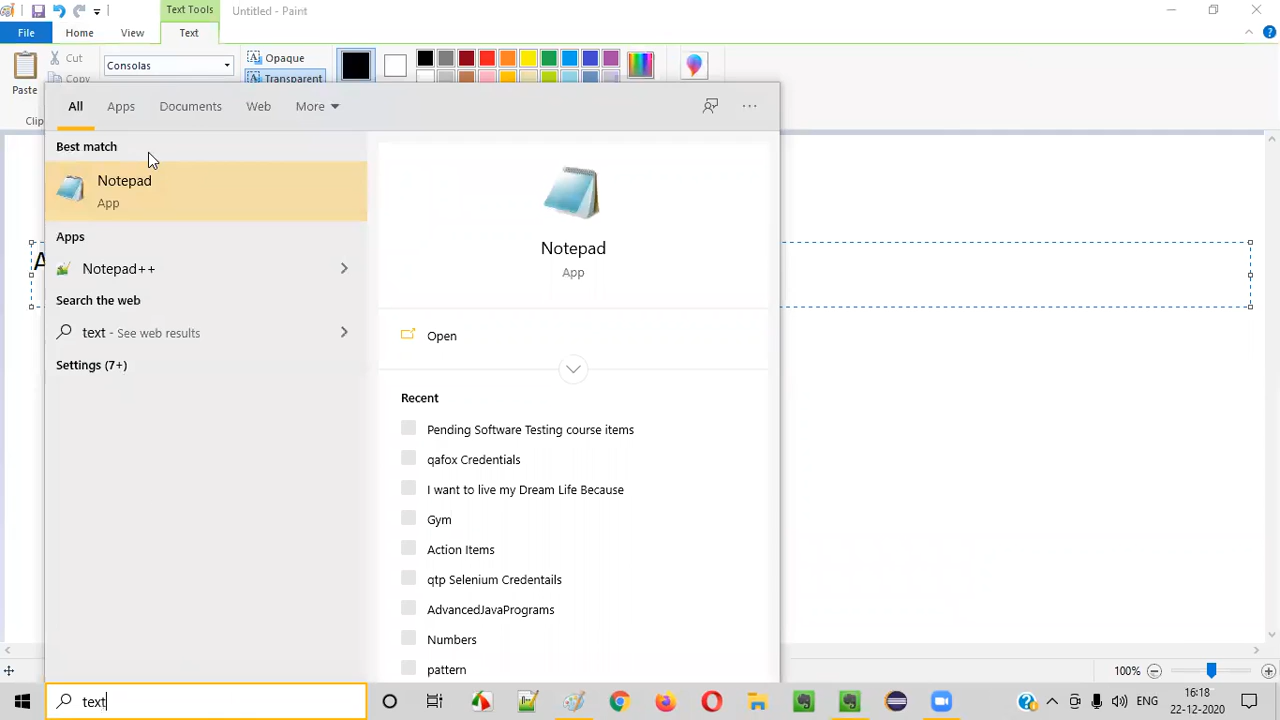 Text Tools
Untitled - Paint
File
Home
View
Text
Cut
Consolas
Opaque
Copy
Transparent
Paste
All
Apps
Documents
Web
More
Best match
Notepad
App
Notepad
App
Apps
Notepad++
Search the web
text - See web results
Open
Settings (7+)
Recent
Pending Software Testing course items
qafox Credentials
I want to live my Dream Life Because
Gym
Action Items
qtp Selenium Credentails
AdvancedJavaPrograms
Numbers
pattern
100%
text
ENG
16:18
22-12-2020